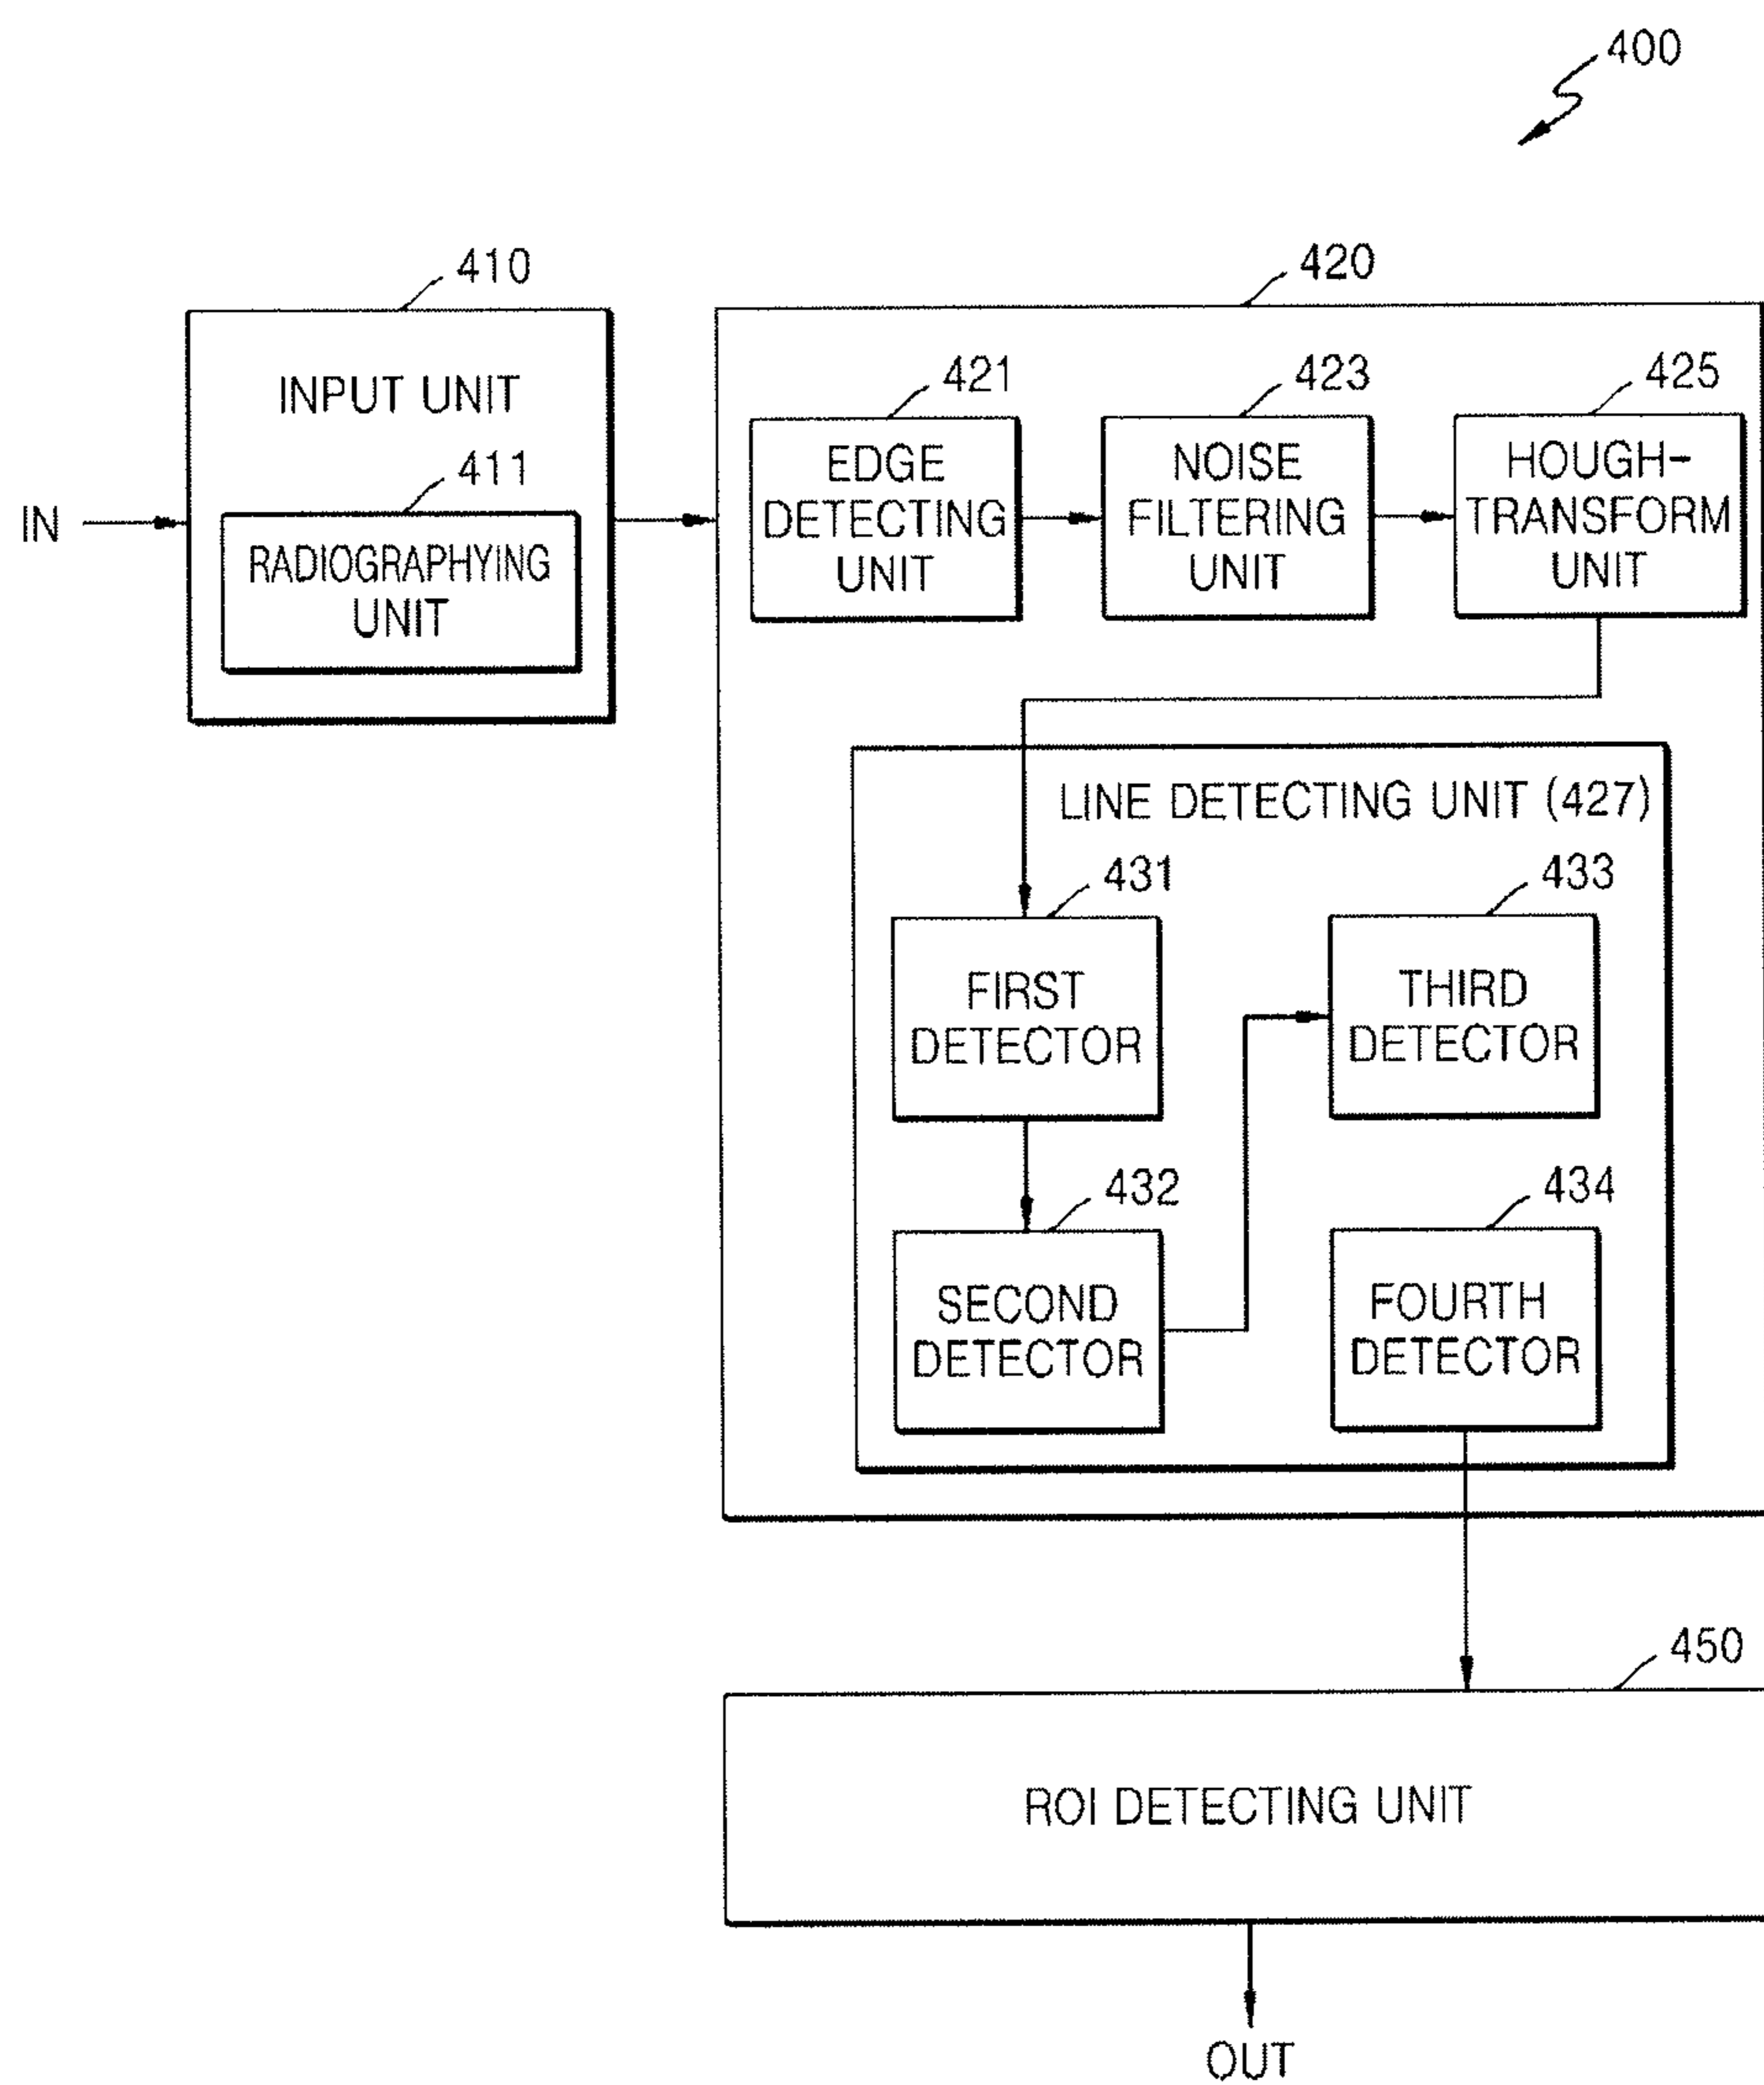 400
410
INPUT UNIT
411
RADIOGRAPHYING
UNIT
IN
420
421
EDGE
DETECTING
UNIT
423
NOISE
FILTERING
UNIT
425
HOUGH-
TRANSFORM
UNIT
LINE DETECTING UNIT (427)
431
FIRST
DETECTOR
433
THIRD
DETECTOR
432
SECOND
DETECTOR
434
FOURTH
DETECTOR
450
ROI DETECTING UNIT
OUT